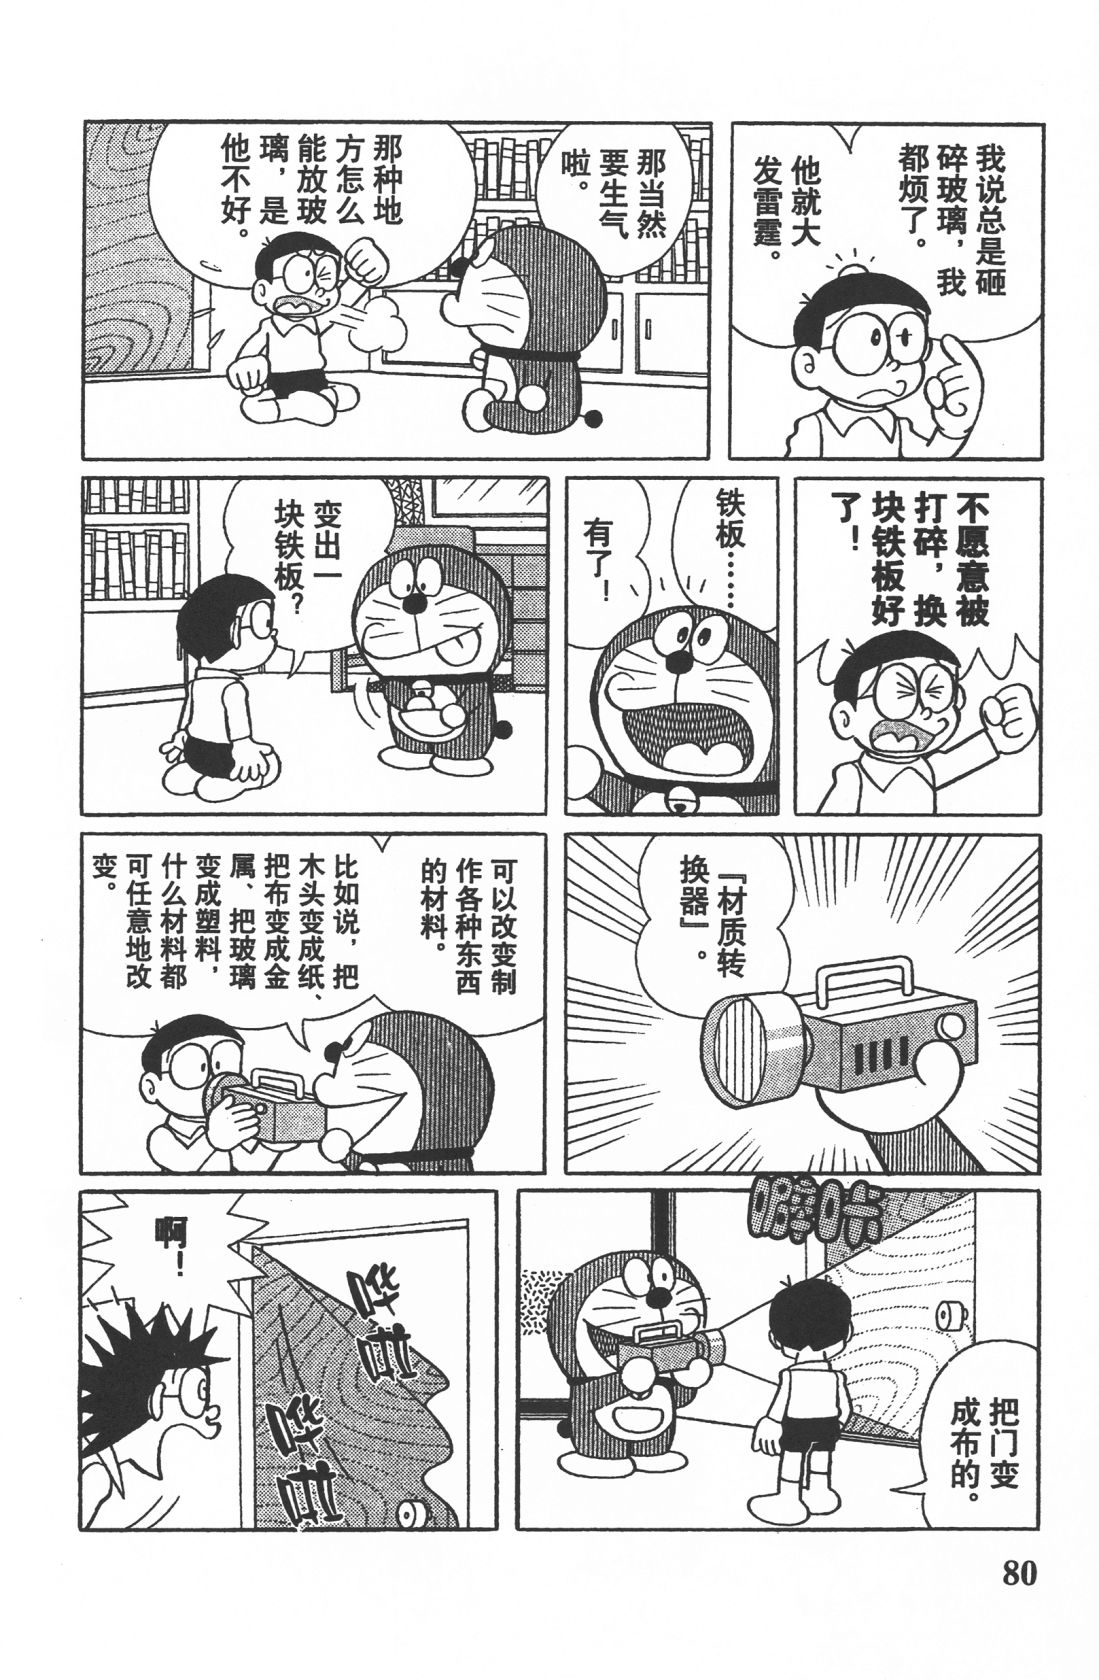 我说总是砸
碎玻璃，我
都烦了。
他就大
发雷霆。
那当然
要生气
啦。
那种地
方怎么
能放玻
璃，是
他不好。
不愿意被
打碎，换
块铁板好
了！
铁板……
有了！
变出一
块铁板？
『材质转
换器』。
可以改变制
作各种东西
的材料。
比如说，把
木头变成纸、
把布变成金
属、把玻璃
变成塑料，
什么材料都
可任意地改
变。
噼咔
把门变
成布的。
哗
啦
哗
啦
啊！
80